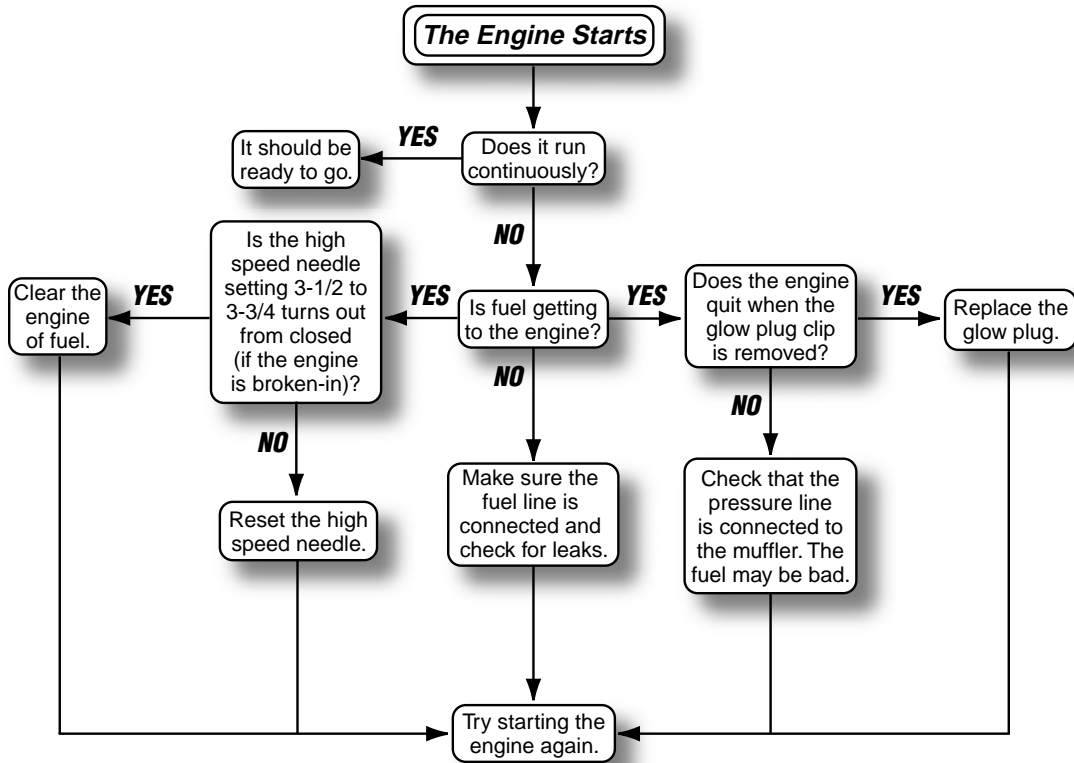 The Engine Starts
YES
It should be
ready to go.
Does it run
continuously?
NO
Is the high
speed needle
setting 3-1/2 to
3-3/4 turns out
from closed
(if the engine
is broken-in)?
Clear the
engine
of fuel.
YES
YES
Is fuel getting
to the engine?
YES
Does the engine
quit when the
glow plug clip
is removed?
YES
Replace the
glow plug.
NO
NO
NO
Reset the high
speed needle.
Make sure the
fuel line is
connected and
check for leaks.
Check that the
pressure line
is connected to
the muffler. The
fuel may be bad.
Try starting the
engine again.